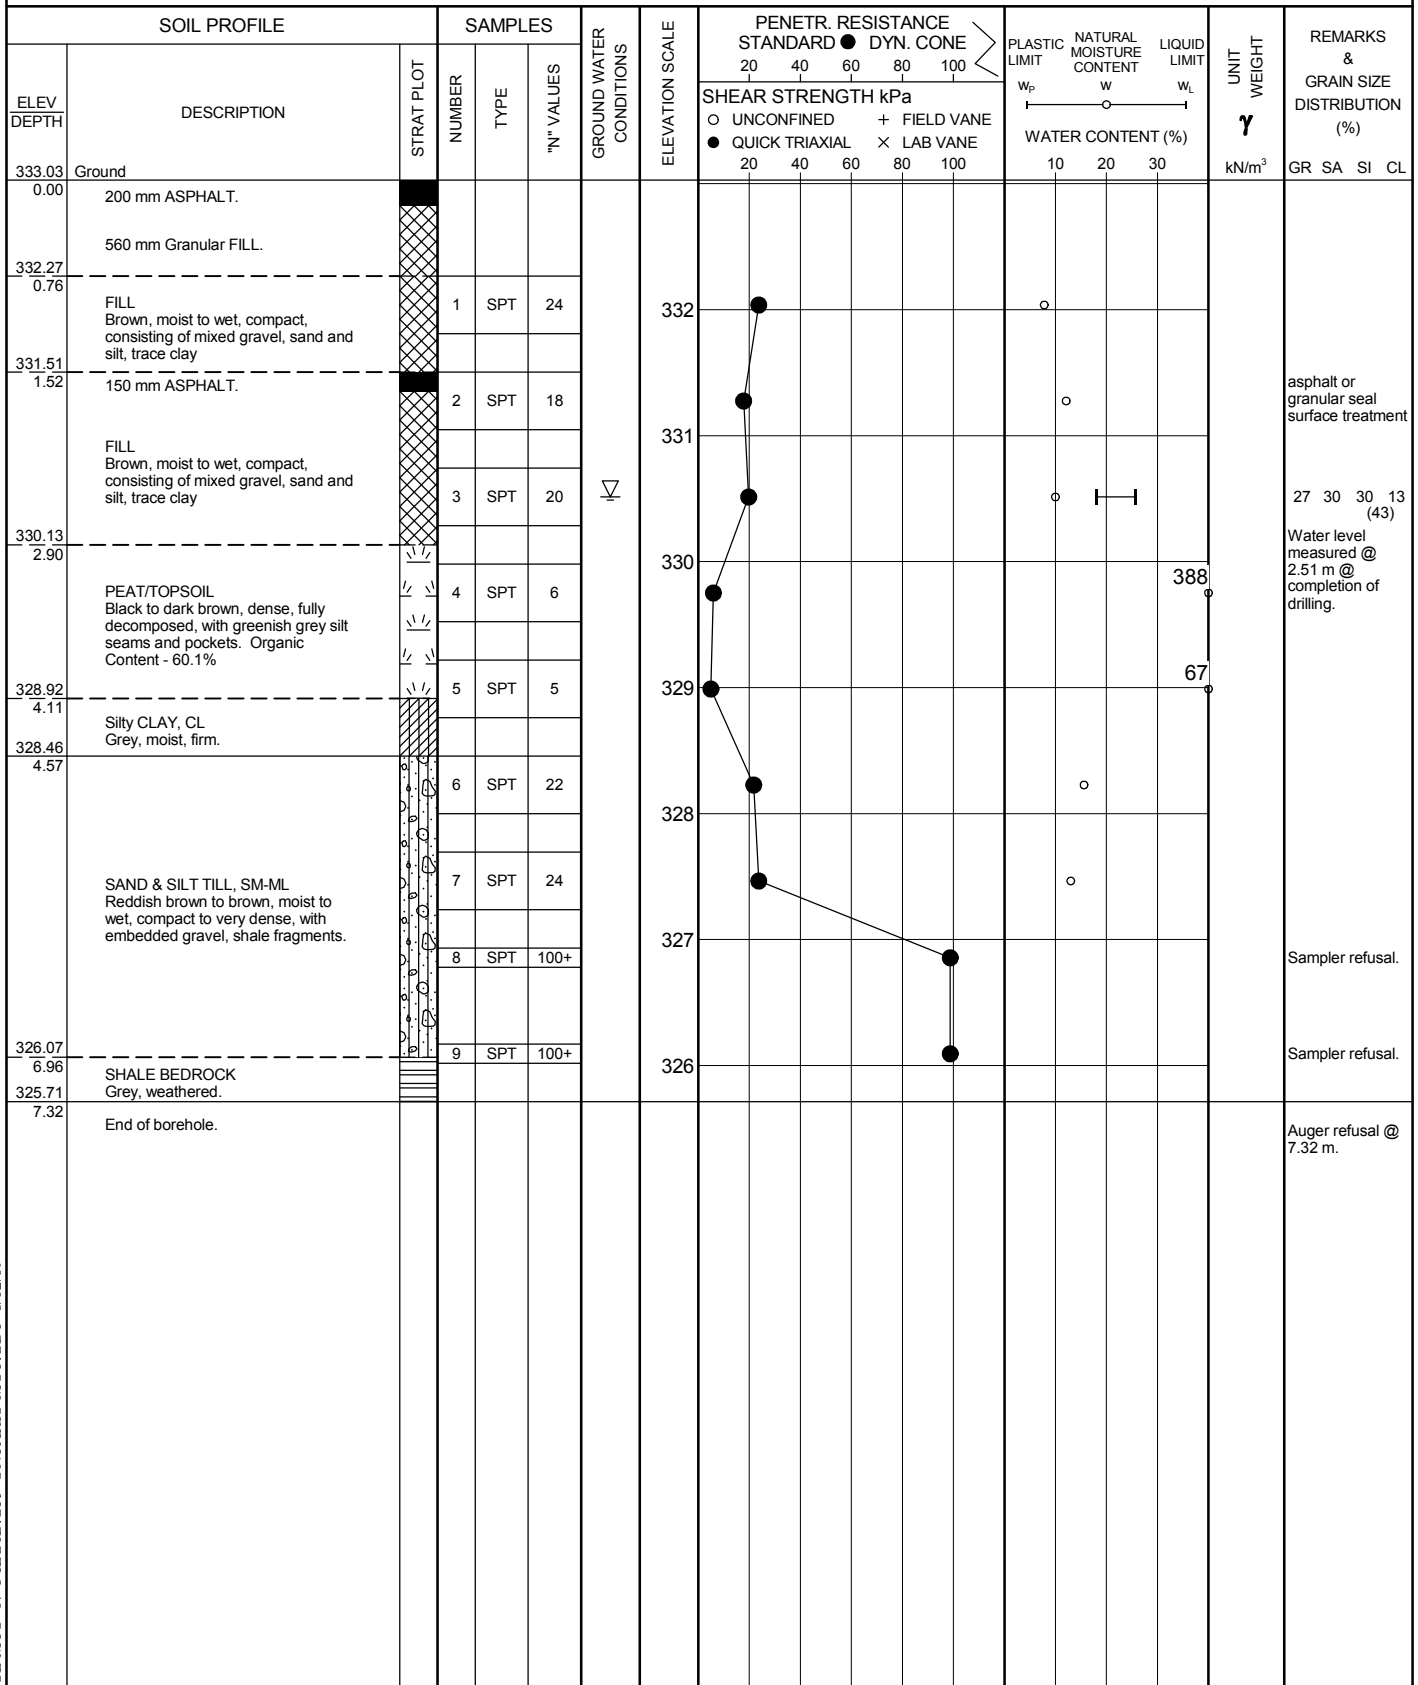 SOIL PROFILE
SAMPLES
GROUND WATER
CONDITIONS
ELEVATION SCALE
PENETR. RESISTANCE
STANDARD ● DYN. CONE
20 40 60 80 100
SHEAR STRENGTH kPa
○ UNCONFINED + FIELD VANE
● QUICK TRIAXIAL × LAB VANE
20 40 60 80 100
PLASTIC
LIMIT
NATURAL
MOISTURE
CONTENT
LIQUID
LIMIT
WP W WL
WATER CONTENT (%)
10 20 30
UNIT
WEIGHT
γ
kN/m³
REMARKS
&
GRAIN SIZE
DISTRIBUTION
(%)
GR SA SI CL
ELEV
DEPTH
DESCRIPTION
STRAT PLOT
NUMBER
TYPE
"N" VALUES
333.03 Ground
0.00
200 mm ASPHALT.
560 mm Granular FILL.
332.27
0.76
FILL
Brown, moist to wet, compact,
consisting of mixed gravel, sand and
silt, trace clay
1 SPT 24
332
331.51
1.52
150 mm ASPHALT.
2 SPT 18
asphalt or
granular seal
surface treatment
331
FILL
Brown, moist to wet, compact,
consisting of mixed gravel, sand and
silt, trace clay
3 SPT 20
27 30 30 13
(43)
330.13
2.90
Water level
measured @
2.51 m @
completion of
drilling.
330
388
PEAT/TOPSOIL
Black to dark brown, dense, fully
decomposed, with greenish grey silt
seams and pockets. Organic
Content - 60.1%
4 SPT 6
67
5 SPT 5
329
328.92
4.11
Silty CLAY, CL
Grey, moist, firm.
328.46
4.57
6 SPT 22
328
SAND & SILT TILL, SM-ML
Reddish brown to brown, moist to
wet, compact to very dense, with
embedded gravel, shale fragments.
7 SPT 24
327
8 SPT 100+
Sampler refusal.
326.07
6.96
9 SPT 100+
Sampler refusal.
326
SHALE BEDROCK
Grey, weathered.
325.71
7.32
End of borehole.
Auger refusal @
7.32 m.